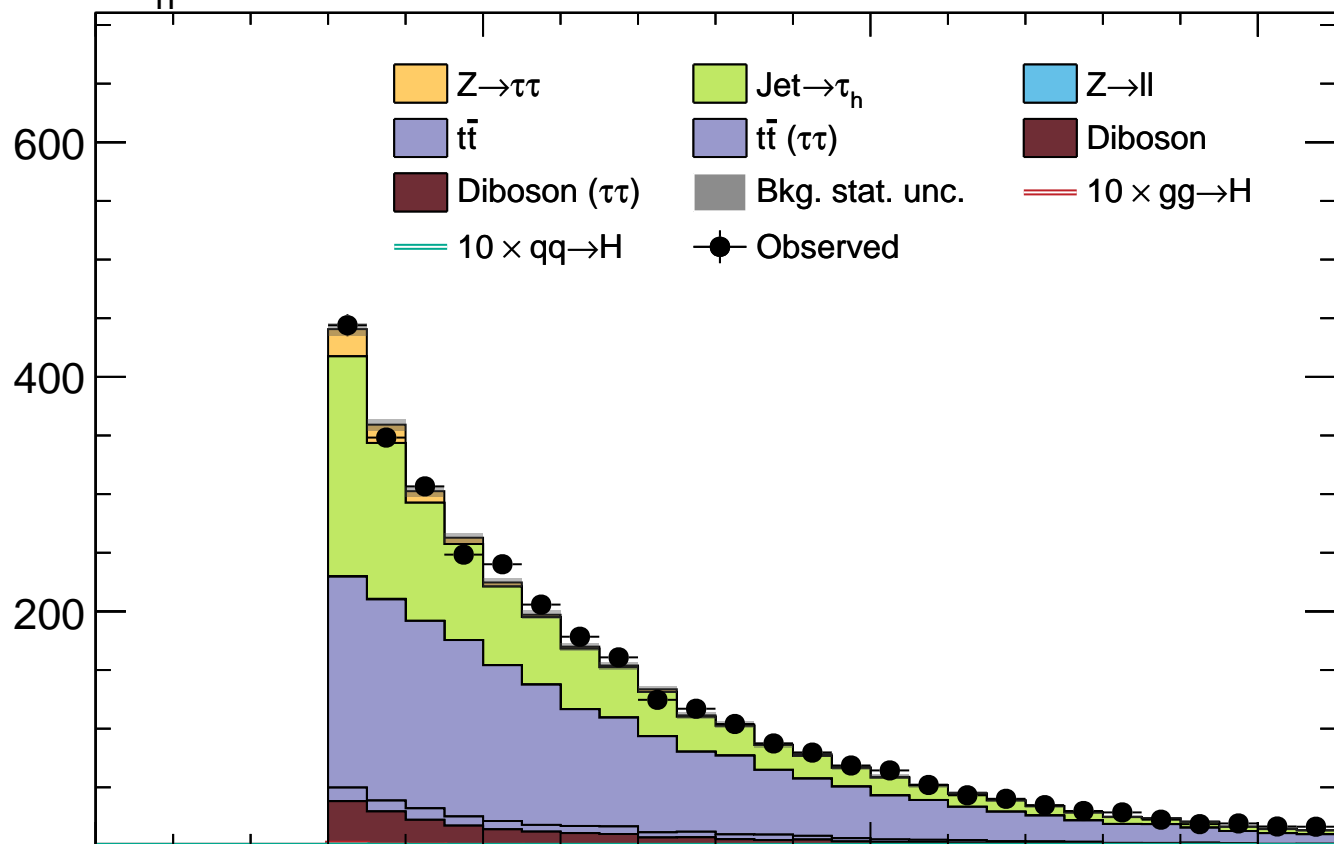 Z→ττ Jet→τh Z→ll
tt̄ tt̄ (ττ) Diboson
Diboson (ττ) Bkg. stat. unc. 10 × gg→H
10 × qq→H Observed
600
400
200